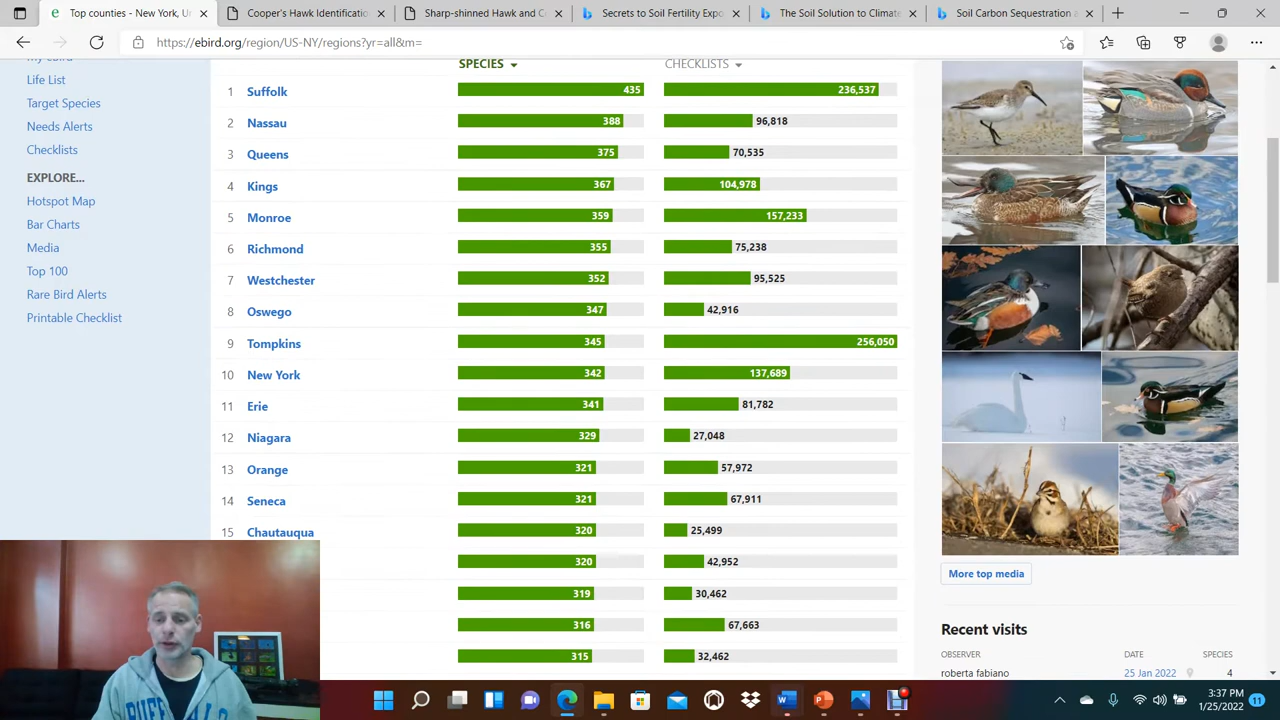 Top counties - New York, U
Cooper's Hawk Identificatio
Sharp-shinned Hawk and Co
Secrets to Soil Fertility Expo
The Soil Solution to Climate
Soil Carbon Sequestration a
https://ebird.org/region/US-NY/regions?yr=all&m=
My eBird
Life List
Target Species
Needs Alerts
Checklists
EXPLORE...
Hotspot Map
Bar Charts
Media
Top 100
Rare Bird Alerts
Printable Checklist
SPECIES CHECKLISTS
1 Suffolk 435 236,537
2 Nassau 388 96,818
3 Queens 375 70,535
4 Kings 367 104,978
5 Monroe 359 157,233
6 Richmond 355 75,238
7 Westchester 352 95,525
8 Oswego 347 42,916
9 Tompkins 345 256,050
10 New York 342 137,689
11 Erie 341 81,782
12 Niagara 329 27,048
13 Orange 321 57,972
14 Seneca 321 67,911
15 Chautauqua 320 25,499
320 42,952
319 30,462
316 67,663
315 32,462
More top media
Recent visits
OBSERVER DATE SPECIES
roberta fabiano 25 Jan 2022 4
BUFFALO
3:37 PM
1/25/2022
11